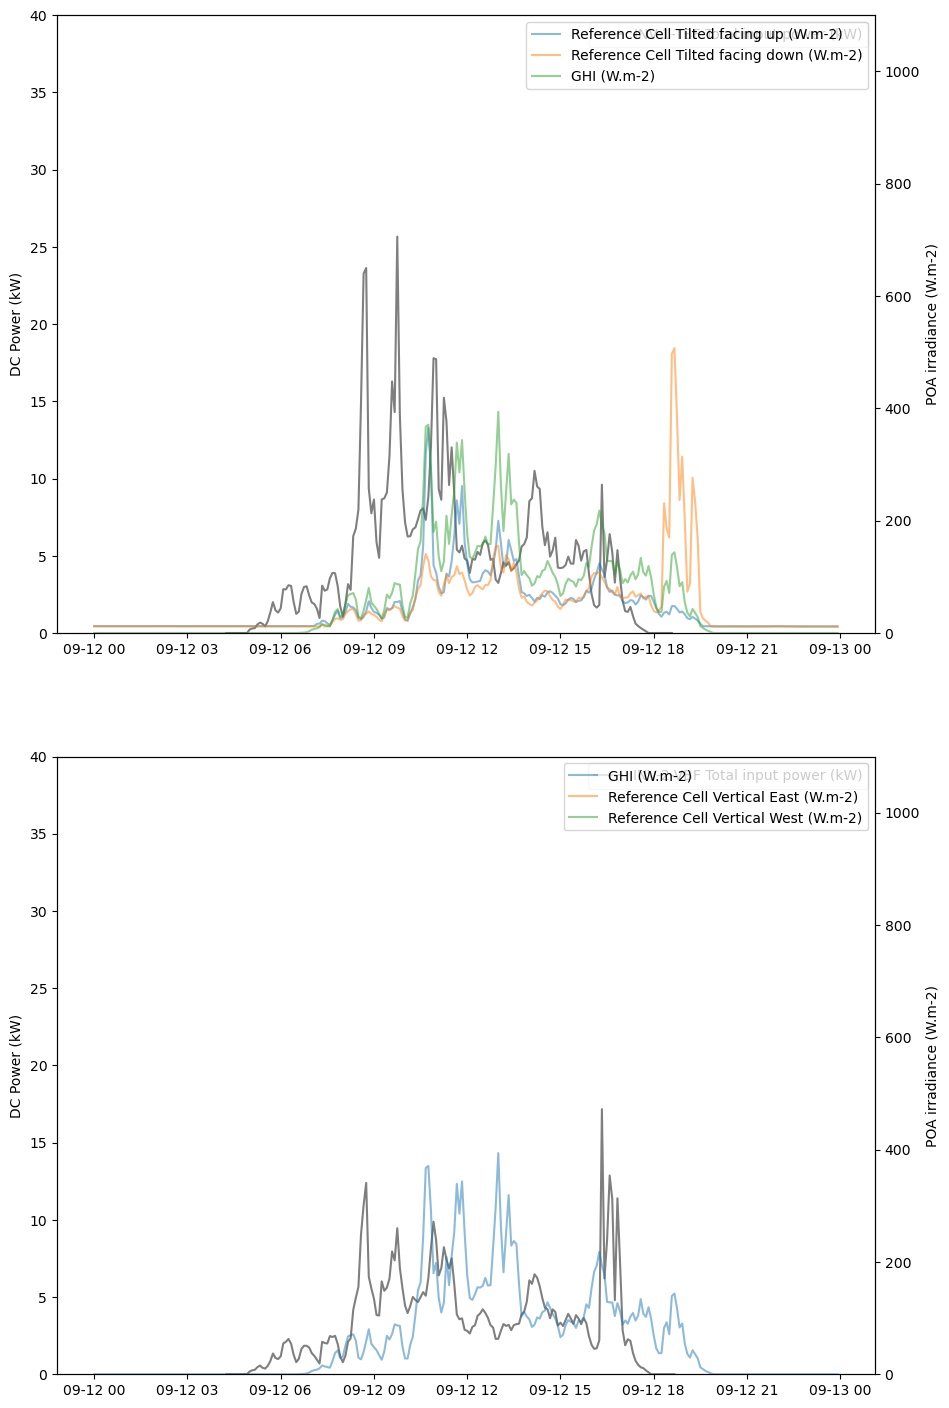 40
35
30
25
20
15
10
5
0
DC Power (kW)
Reference Cell Tilted facing up (W.m-2)
Reference Cell Tilted facing down (W.m-2)
GHI (W.m-2)
1000
800
600
400
200
0
POA irradiance (W.m-2)
09-12 00 09-12 03 09-12 06 09-12 09 09-12 12 09-12 15 09-12 18 09-12 21 09-13 00
40
35
30
25
20
15
10
5
0
DC Power (kW)
GHI (W.m-2) Total input power (kW)
Reference Cell Vertical East (W.m-2)
Reference Cell Vertical West (W.m-2)
1000
800
600
400
200
0
POA irradiance (W.m-2)
09-12 00 09-12 03 09-12 06 09-12 09 09-12 12 09-12 15 09-12 18 09-12 21 09-13 00